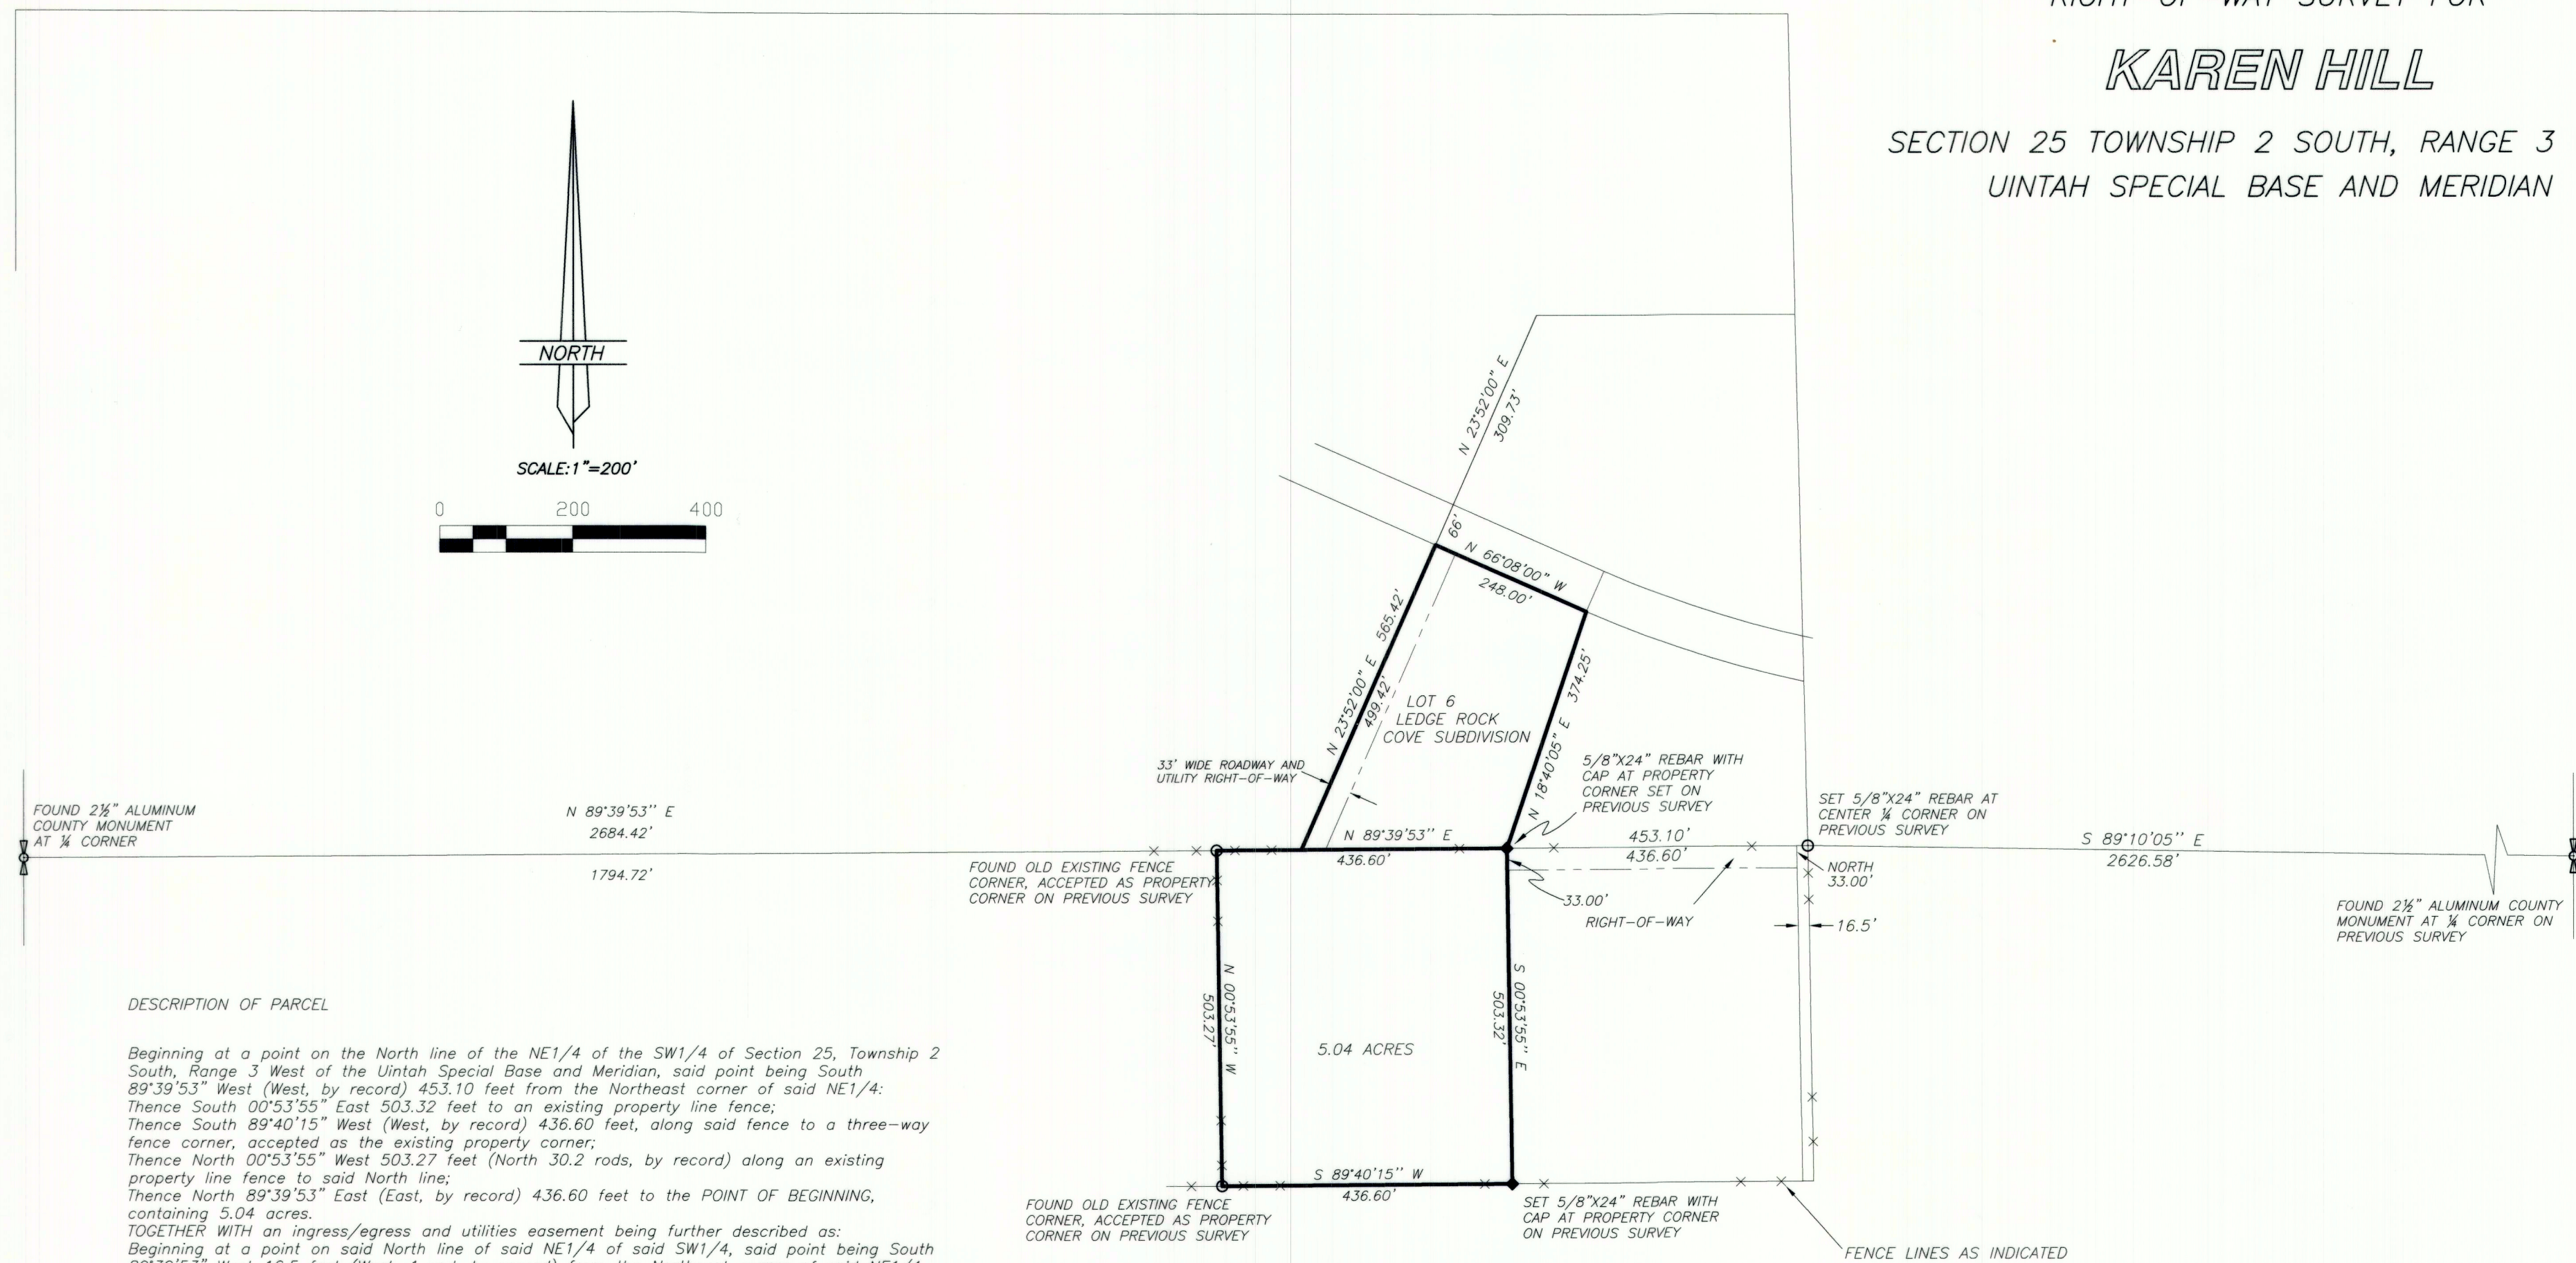 RIGHT-OF-WAY SURVEY FOR
KAREN HILL
SECTION 25 TOWNSHIP 2 SOUTH, RANGE 3
UINTAH SPECIAL BASE AND MERIDIAN
NORTH
SCALE:1"=200'
0 200 400
N 23°52'00" E
309.73'
66'
N 66°08'00" W
248.00'
N 23°52'00" E 565.42'
499.42'
N 18°40'05" E 374.25'
LOT 6
LEDGE ROCK
COVE SUBDIVISION
33' WIDE ROADWAY AND
UTILITY RIGHT-OF-WAY
5/8"X24" REBAR WITH
CAP AT PROPERTY
CORNER SET ON
PREVIOUS SURVEY
SET 5/8"X24" REBAR AT
CENTER ¼ CORNER ON
PREVIOUS SURVEY
FOUND 2½" ALUMINUM
COUNTY MONUMENT
AT ¼ CORNER
N 89°39'53" E
2684.42'
1794.72'
N 89°39'53" E
436.60'
453.10'
436.60'
S 89°10'05" E
2626.58'
FOUND OLD EXISTING FENCE
CORNER, ACCEPTED AS PROPERTY
CORNER ON PREVIOUS SURVEY
NORTH
33.00'
33.00'
RIGHT-OF-WAY
16.5'
FOUND 2½" ALUMINUM COUNTY
MONUMENT AT ¼ CORNER ON
PREVIOUS SURVEY
N 00°53'55" W
503.27'
S 00°53'55" E
503.32'
5.04 ACRES
S 89°40'15" W
436.60'
FOUND OLD EXISTING FENCE
CORNER, ACCEPTED AS PROPERTY
CORNER ON PREVIOUS SURVEY
SET 5/8"X24" REBAR WITH
CAP AT PROPERTY CORNER
ON PREVIOUS SURVEY
FENCE LINES AS INDICATED
DESCRIPTION OF PARCEL
Beginning at a point on the North line of the NE1/4 of the SW1/4 of Section 25, Township 2
South, Range 3 West of the Uintah Special Base and Meridian, said point being South
89°39'53" West (West, by record) 453.10 feet from the Northeast corner of said NE1/4:
Thence South 00°53'55" East 503.32 feet to an existing property line fence;
Thence South 89°40'15" West (West, by record) 436.60 feet, along said fence to a three-way
fence corner, accepted as the existing property corner;
Thence North 00°53'55" West 503.27 feet (North 30.2 rods, by record) along an existing
property line fence to said North line;
Thence North 89°39'53" East (East, by record) 436.60 feet to the POINT OF BEGINNING,
containing 5.04 acres.
TOGETHER WITH an ingress/egress and utilities easement being further described as:
Beginning at a point on said North line of said NE1/4 of said SW1/4, said point being South